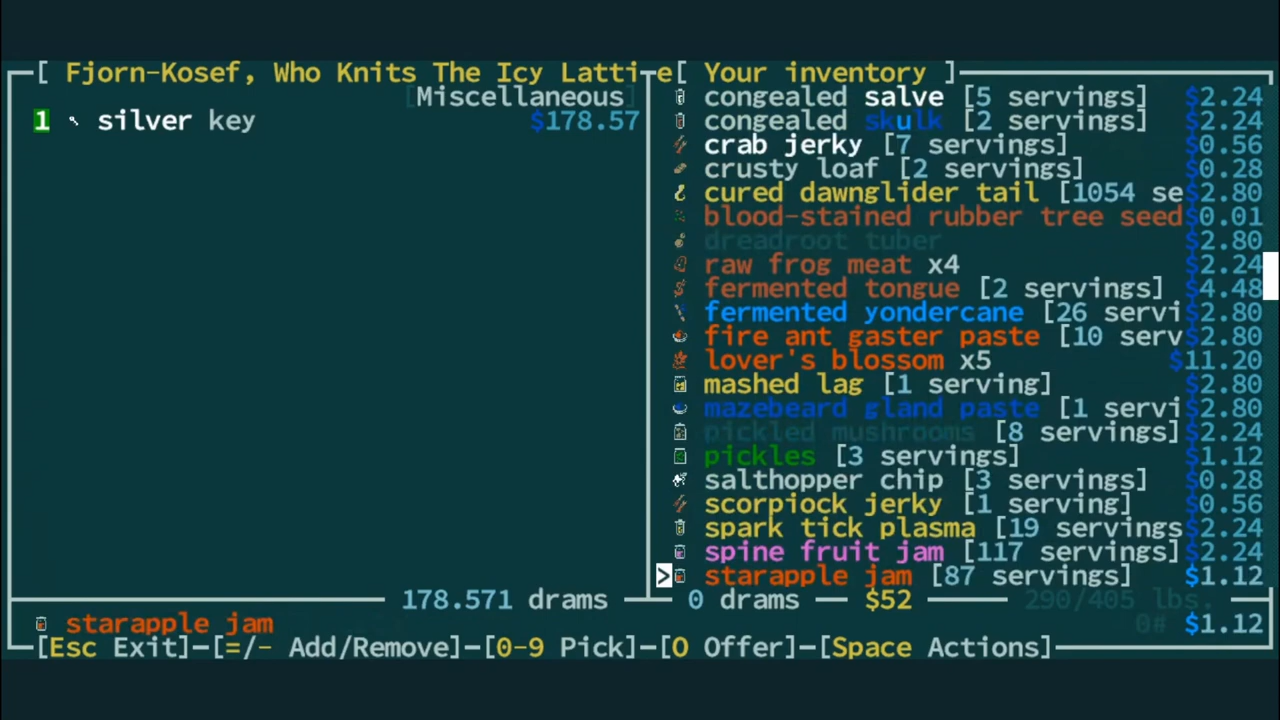 [ Fjorn-Kosef, Who Knits The Icy Lattice
[Miscellaneous]
1 silver key $178.57
[ Your inventory ]
congealed salve [5 servings] $2.24
congealed skulk [2 servings] $2.24
crab jerky [7 servings] $0.56
crusty loaf [2 servings] $0.28
cured dawnglider tail [1054 se $2.80
blood-stained rubber tree seed $0.01
dreadroot tuber $2.80
raw frog meat x4 $2.24
fermented tongue [2 servings] $4.48
fermented yondercane [26 servi $2.80
fire ant gaster paste [10 serv $2.80
lover's blossom x5 $11.20
mashed lag [1 serving] $2.80
mazebeard gland paste [1 servi $2.80
pickled mushrooms [8 servings] $2.24
pickles [3 servings] $1.12
salthopper chip [3 servings] $0.28
scorpiock jerky [1 serving] $0.56
spark tick plasma [19 servings $2.24
spine fruit jam [117 servings] $2.24
> starapple jam [87 servings] $1.12
178.571 drams 0 drams $52 290/405 lbs.
starapple jam 0# $1.12
[Esc Exit]-[=/- Add/Remove]-[0-9 Pick]-[O Offer]-[Space Actions]